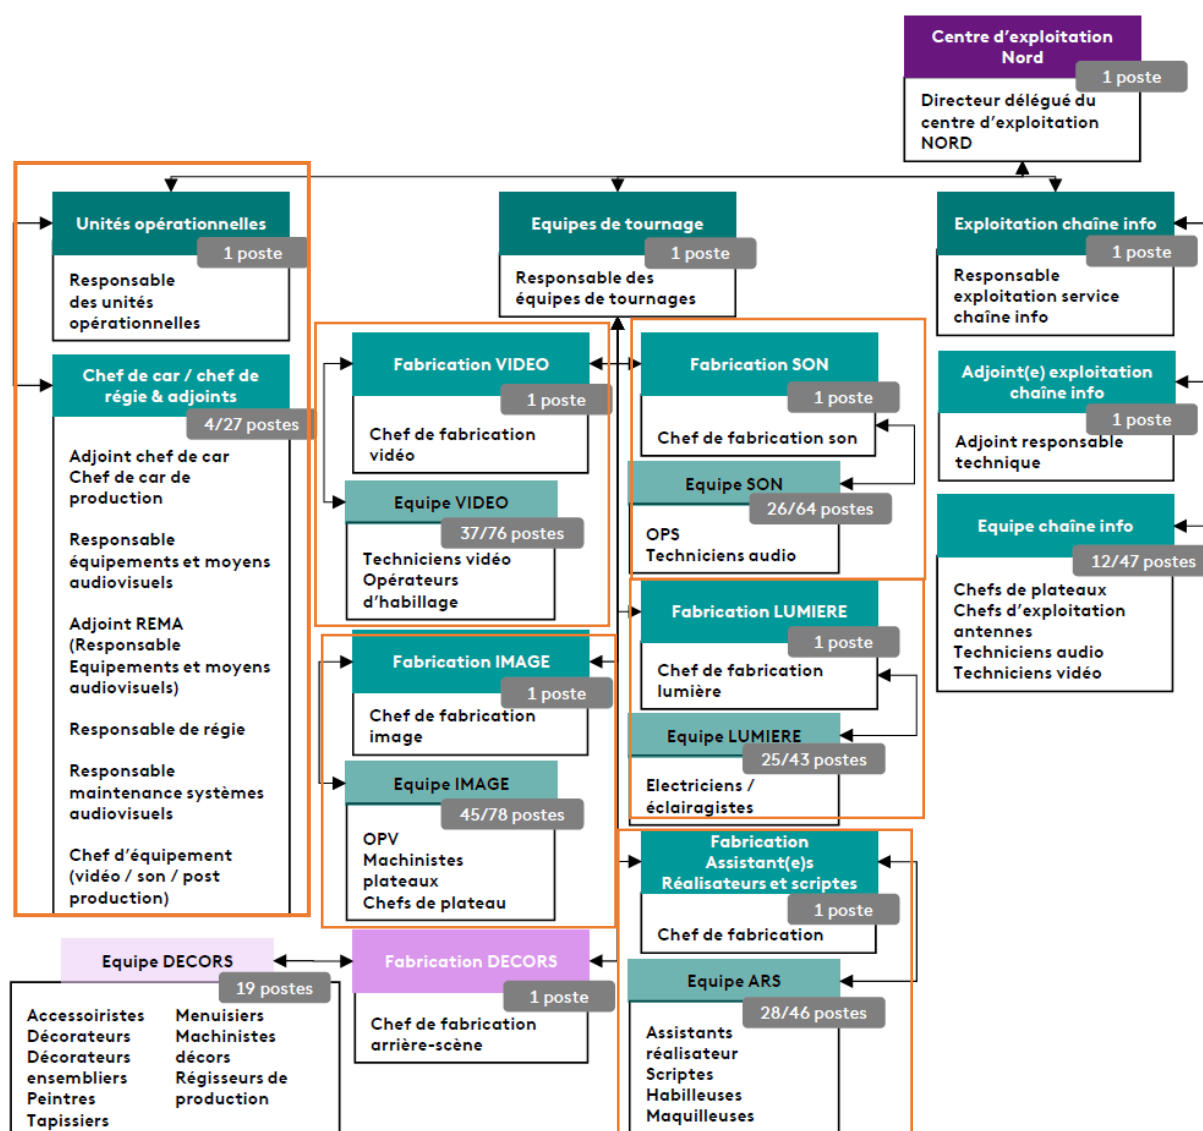 Centre d’exploitation
Nord
1 poste
Directeur délégué du
centre d’exploitation
NORD
Unités opérationnelles
1 poste
Responsable
des unités
opérationnelles
Chef de car / chef de
régie & adjoints
4/27 postes
Adjoint chef de car
Chef de car de
production
Responsable
équipements et moyens
audiovisuels
Adjoint REMA
(Responsable
Equipements et moyens
audiovisuels)
Responsable de régie
Responsable
maintenance systèmes
audiovisuels
Chef d’équipement
(vidéo / son / post
production)
Equipes de tournage
1 poste
Responsable des
équipes de tournages
Fabrication VIDEO
1 poste
Chef de fabrication
vidéo
Equipe VIDEO
37/76 postes
Techniciens vidéo
Opérateurs
d’habillage
Fabrication SON
1 poste
Chef de fabrication son
Equipe SON
26/64 postes
OPS
Techniciens audio
Fabrication IMAGE
1 poste
Chef de fabrication
image
Equipe IMAGE
45/78 postes
OPV
Machinistes
plateaux
Chefs de plateau
Fabrication LUMIERE
1 poste
Chef de fabrication
lumière
Equipe LUMIERE
25/43 postes
Electriciens /
éclairagistes
Fabrication
Assistant(e)s
Réalisateurs et scriptes
1 poste
Chef de fabrication
Equipe ARS
28/46 postes
Assistants
réalisateur
Scriptes
Habilleuses
Maquilleuses
Fabrication DECORS
1 poste
Chef de fabrication
arrière-scène
Equipe DECORS
19 postes
Accessoiristes
Décorateurs
Décorateurs
ensembliers
Peintres
Tapissiers
Menuisiers
Machinistes
décors
Régisseurs de
production
Exploitation chaîne info
1 poste
Responsable
exploitation service
chaîne info
Adjoint(e) exploitation
chaîne info
1 poste
Adjoint responsable
technique
Equipe chaîne info
12/47 postes
Chefs de plateaux
Chefs d’exploitation
antennes
Techniciens audio
Techniciens vidéo